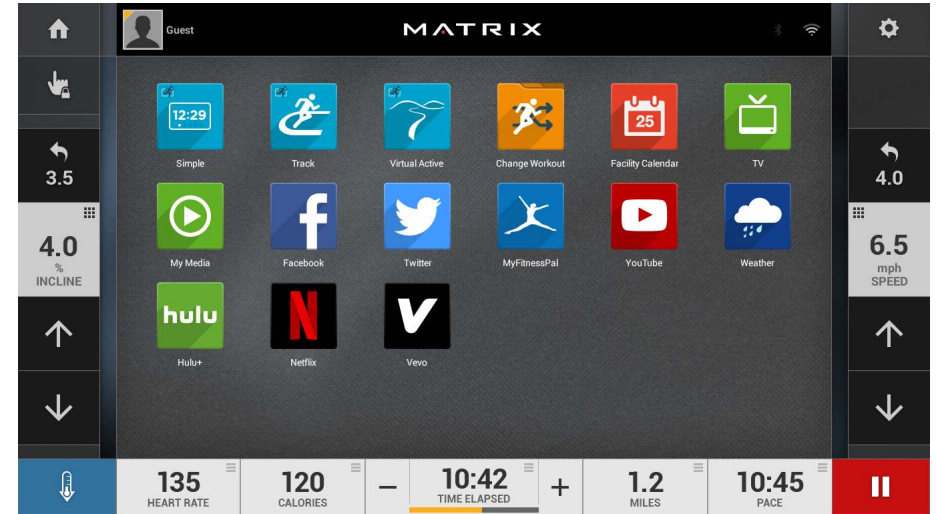 Guest
MATRIX
3.5
4.0
%
INCLINE
12:29
Simple
Track
Virtual Active
Change Workout
25
Facility Calendar
TV
My Media
f
Facebook
Twitter
MyFitnessPal
YouTube
Weather
hulu
Hulu+
N
Netflix
V
Vevo
4.0
6.5
mph
SPEED
135
HEART RATE
120
CALORIES
−
10:42
TIME ELAPSED
+
1.2
MILES
10:45
PACE